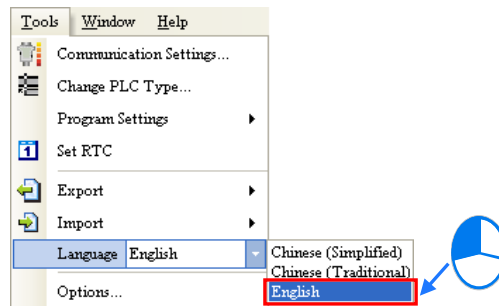 Tools Window Help
Communication Settings...
Change PLC Type...
Program Settings
1 Set RTC
Export
Import
Language English
Chinese (Simplified)
Chinese (Traditional)
English
Options...